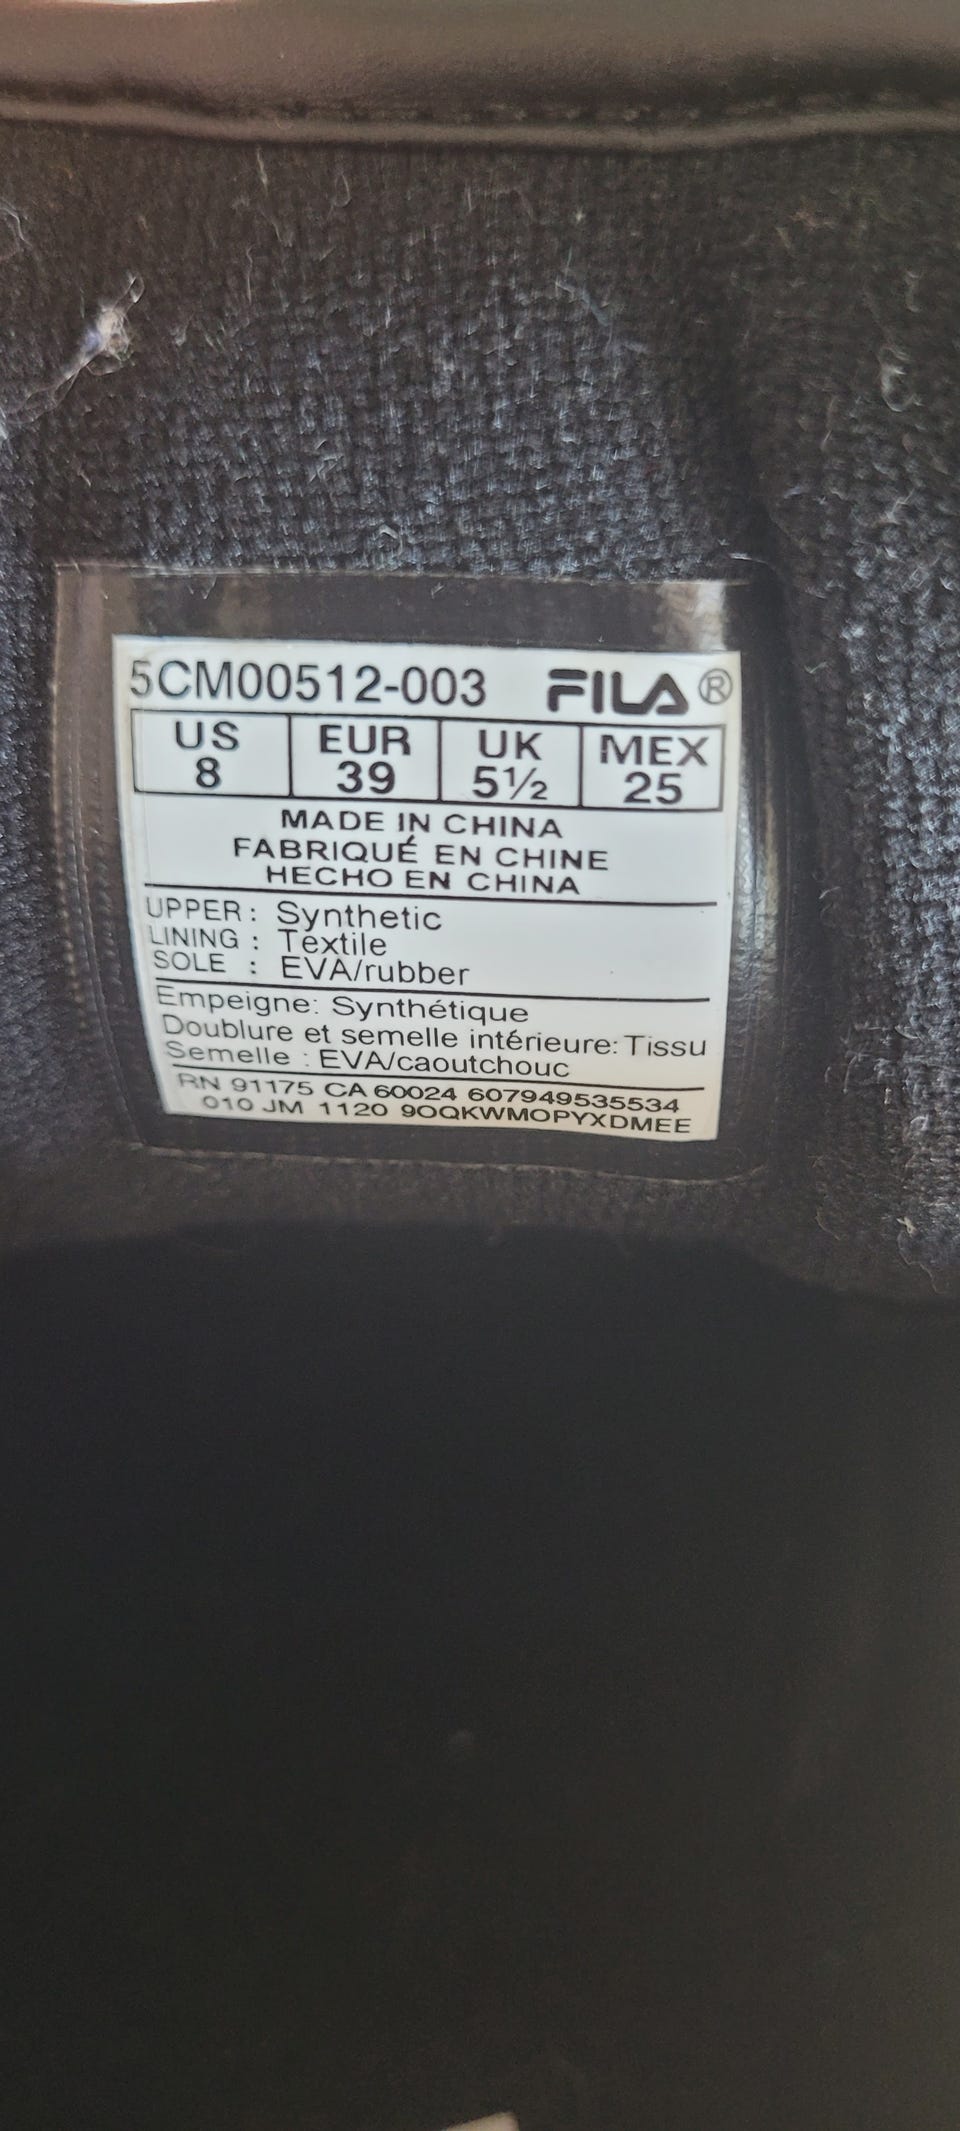 5CM00512-003 FILA®
US EUR UK MEX
8 39 5½ 25
MADE IN CHINA
FABRIQUÉ EN CHINE
HECHO EN CHINA
UPPER : Synthetic
LINING : Textile
SOLE : EVA/rubber
Empeigne: Synthétique
Doublure et semelle intérieure: Tissu
Semelle : EVA/caoutchouc
RN 91175 CA 60024 607949535534
010 JM 1120 9OQKWMOPYXDMEE